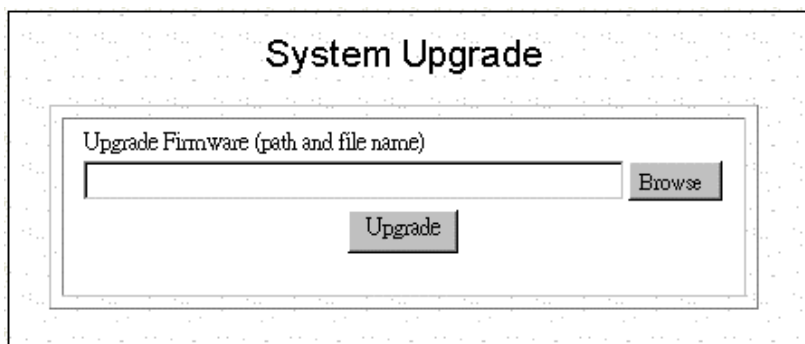 System Upgrade
Upgrade Firmware (path and file name)
Browse
Upgrade